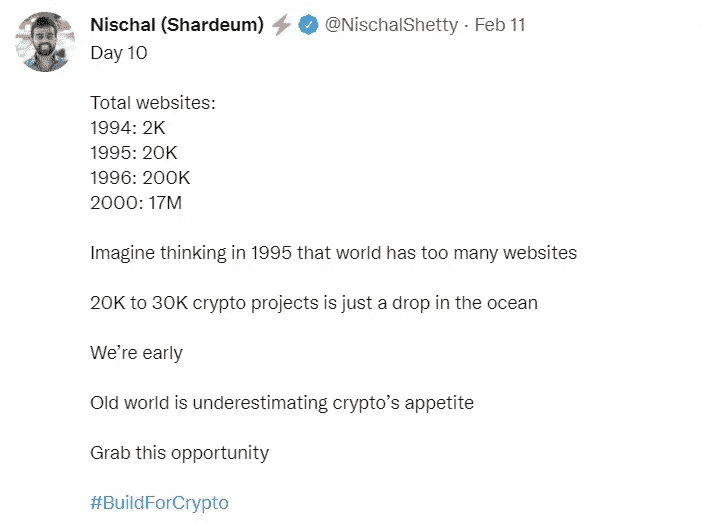 Nischal (Shardeum) ⚡ @NischalShetty · Feb 11
Day 10
Total websites:
1994: 2K
1995: 20K
1996: 200K
2000: 17M
Imagine thinking in 1995 that world has too many websites
20K to 30K crypto projects is just a drop in the ocean
We’re early
Old world is underestimating crypto’s appetite
Grab this opportunity
#BuildForCrypto